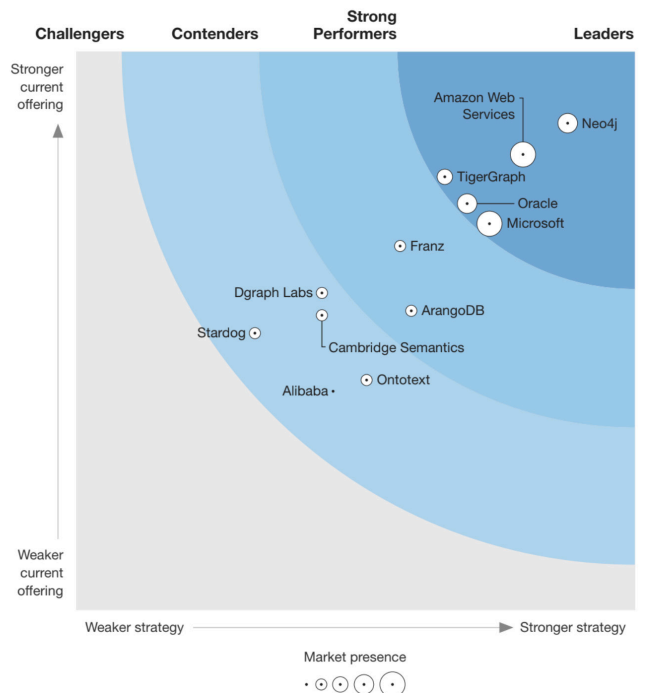 Challengers
Contenders
Strong
Performers
Leaders
Stronger
current
offering
Amazon Web
Services
Neo4j
TigerGraph
Oracle
Microsoft
Franz
Dgraph Labs
ArangoDB
Stardog
Cambridge Semantics
Ontotext
Alibaba
Weaker
current
offering
Weaker strategy
Stronger strategy
Market presence